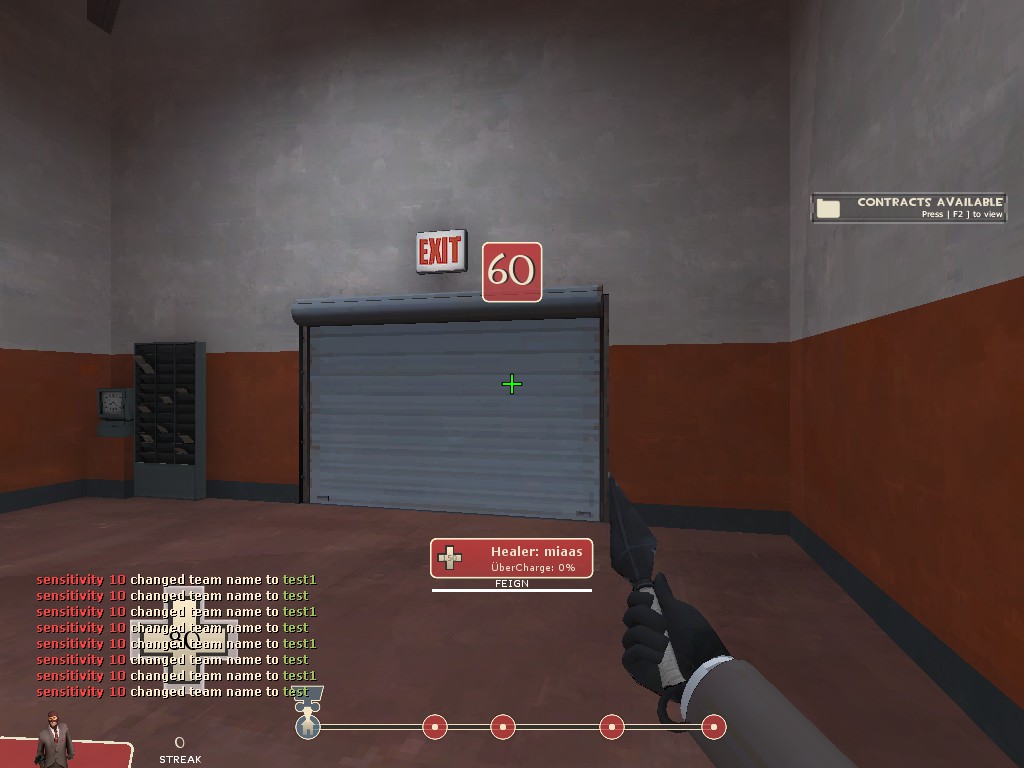 CONTRACTS AVAILABLE
Press [ F2 ] to view
EXIT
60
Healer: miaas
ÜberCharge: 0%
FEIGN
sensitivity 10 changed team name to test1
sensitivity 10 changed team name to test
sensitivity 10 changed team name to test1
sensitivity 10 changed team name to test
sensitivity 10 changed team name to test1
sensitivity 10 changed team name to test
sensitivity 10 changed team name to test1
sensitivity 10 changed team name to test
0
STREAK